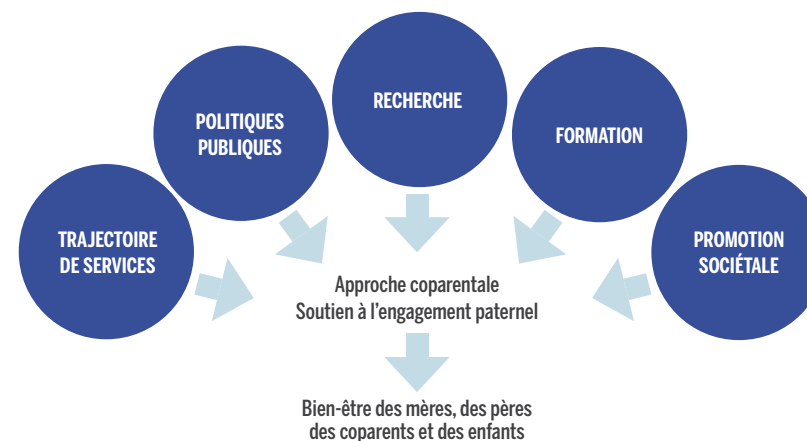 TRAJECTOIRE
DE SERVICES
POLITIQUES
PUBLIQUES
RECHERCHE
FORMATION
PROMOTION
SOCIÉTALE
Approche coparentale
Soutien à l'engagement paternel
Bien-être des mères, des pères
des coparents et des enfants